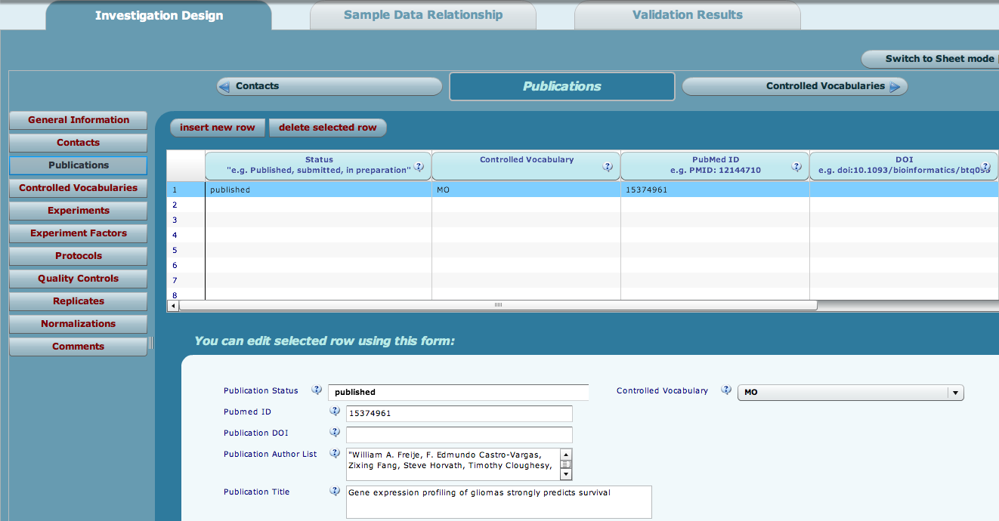 Investigation Design
Sample Data Relationship
Validation Results
Switch to Sheet mode
Contacts
Publications
Controlled Vocabularies
General Information
Contacts
Publications
Controlled Vocabularies
Experiments
Experiment Factors
Protocols
Quality Controls
Replicates
Normalizations
Comments
insert new row
delete selected row
Status
"e.g. Published, submitted, in preparation"
Controlled Vocabulary
PubMed ID
e.g. PMID: 12144710
DOI
e.g. doi:10.1093/bioinformatics/
1 published MO 15374961
2
3
4
5
6
7
8
You can edit selected row using this form:
Publication Status
published
Controlled Vocabulary
MO
Pubmed ID
15374961
Publication DOI
Publication Author List
"William A. Freije, F. Edmundo Castro-Vargas,
Zixing Fang, Steve Horvath, Timothy Cloughesy,
Publication Title
Gene expression profiling of gliomas strongly predicts survival